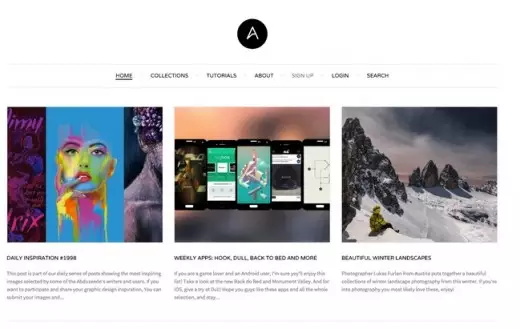 A
HOME COLLECTIONS TUTORIALS ABOUT SIGN UP LOGIN SEARCH
DAILY INSPIRATION #1998
This post is part of our daily series of posts showing the most inspiring
images selected by some of the Abduzeedo's writers and users. If you
want to participate and share your graphic design inspiration, You can
submit your images and...
WEEKLY APPS: HOOK, DULL, BACK TO BED AND MORE
If you are a game lover and an Android user, I'm sure you'll enjoy this
list! Take a look at the new Back do Bed and Monument Valley. And for
iOS, give a try at Dull! Hope you guys like these apps and all the whole
selection, and stay...
BEAUTIFUL WINTER LANDSCAPES
Photographer Lukas Furlan from Austria puts together a beautiful
collections of winter landscape photography from this winter. If you're
into photography you most likely love these, enjoy!